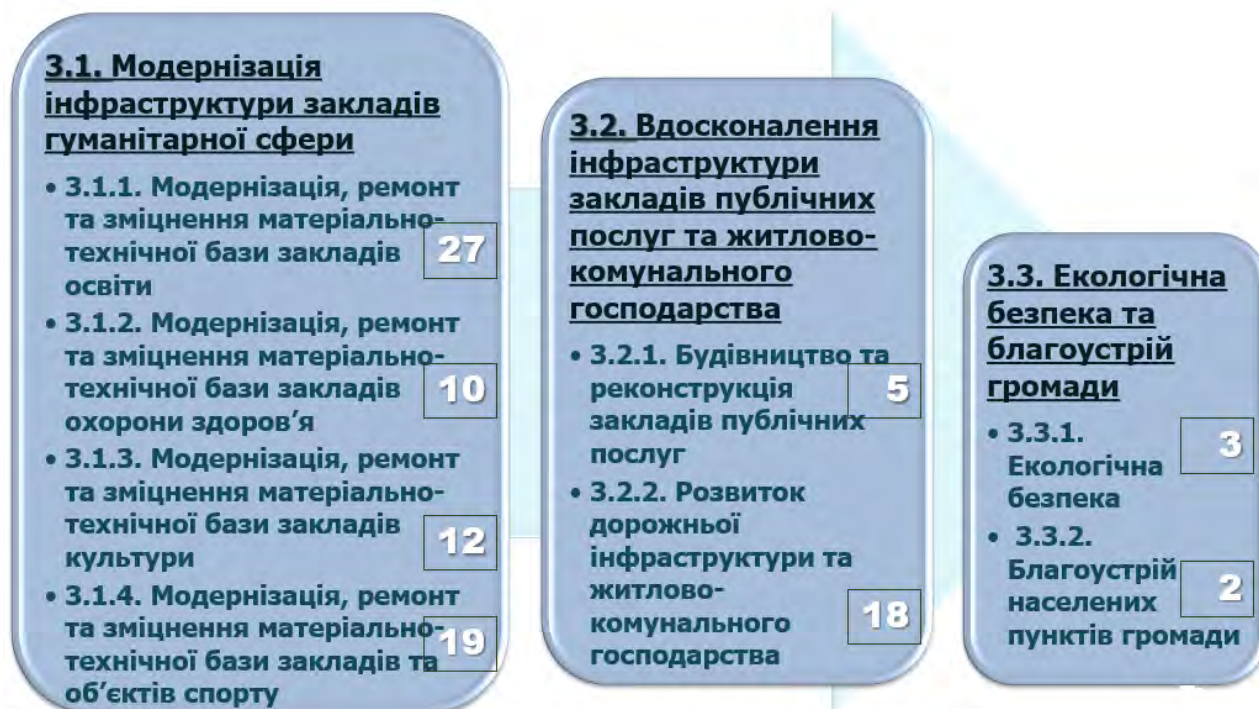 3.1. Модернізація
інфраструктури закладів
гуманітарної сфери
• 3.1.1. Модернізація, ремонт
та зміцнення матеріально-
технічної бази закладів
освіти
27
• 3.1.2. Модернізація, ремонт
та зміцнення матеріально-
технічної бази закладів
охорони здоров’я
10
• 3.1.3. Модернізація, ремонт
та зміцнення матеріально-
технічної бази закладів
культури
12
• 3.1.4. Модернізація, ремонт
та зміцнення матеріально-
технічної бази закладів та
об’єктів спорту
19
3.2. Вдосконалення
інфраструктури
закладів публічних
послуг та житлово-
комунального
господарства
• 3.2.1. Будівництво та
реконструкція
закладів публічних
послуг
5
• 3.2.2. Розвиток
дорожньої
інфраструктури та
житлово-
комунального
господарства
18
3.3. Екологічна
безпека та
благоустрій
громади
• 3.3.1.
Екологічна
безпека
3
• 3.3.2.
Благоустрій
населених
пунктів громади
2